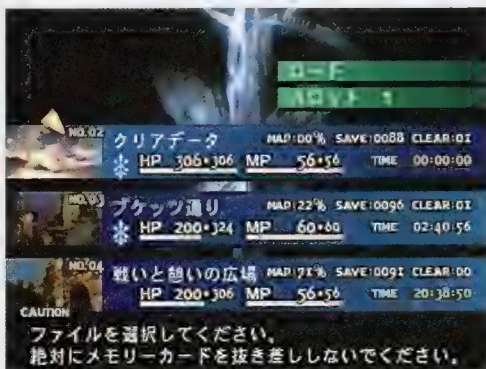 ロード
スロット 1
NO.02 クリアデータ MAP:00% SAVE:0088 CLEAR:01
HP 306·306 MP 56·56 TIME 00:00:00
NO.03 ブケッツ通り MAP:22% SAVE:0096 CLEAR:01
HP 200·324 MP 60·60 TIME 02:40:56
NO.04 戦いと憩いの広場 MAP:71% SAVE:0091 CLEAR:00
HP 200·306 MP 56·56 TIME 20:38:50
CAUTION
ファイルを選択してください。
絶対にメモリーカードを抜き差ししないでください。